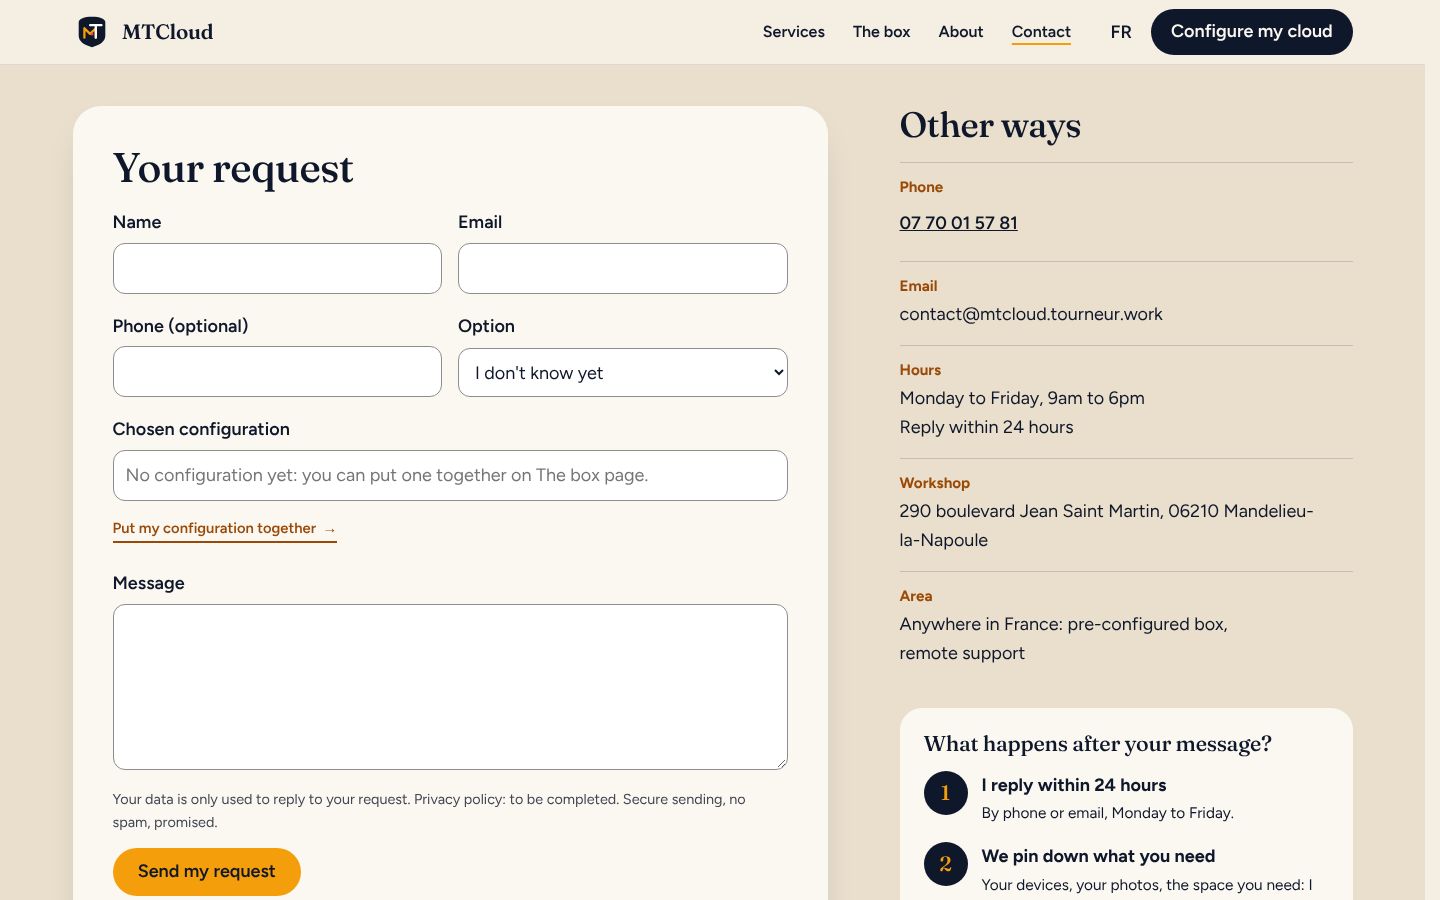 MTCloud
Services
The box
About
Contact
FR
Configure my cloud
Your request
Name
Email
Phone (optional)
Option
I don't know yet
Chosen configuration
No configuration yet: you can put one together on The box page.
Put my configuration together →
Message
Your data is only used to reply to your request. Privacy policy: to be completed. Secure sending, no
spam, promised.
Send my request
Other ways
Phone
07 70 01 57 81
Email
contact@mtcloud.tourneur.work
Hours
Monday to Friday, 9am to 6pm
Reply within 24 hours
Workshop
290 boulevard Jean Saint Martin, 06210 Mandelieu-
la-Napoule
Area
Anywhere in France: pre-configured box,
remote support
What happens after your message?
1
I reply within 24 hours
By phone or email, Monday to Friday.
2
We pin down what you need
Your devices, your photos, the space you need: I